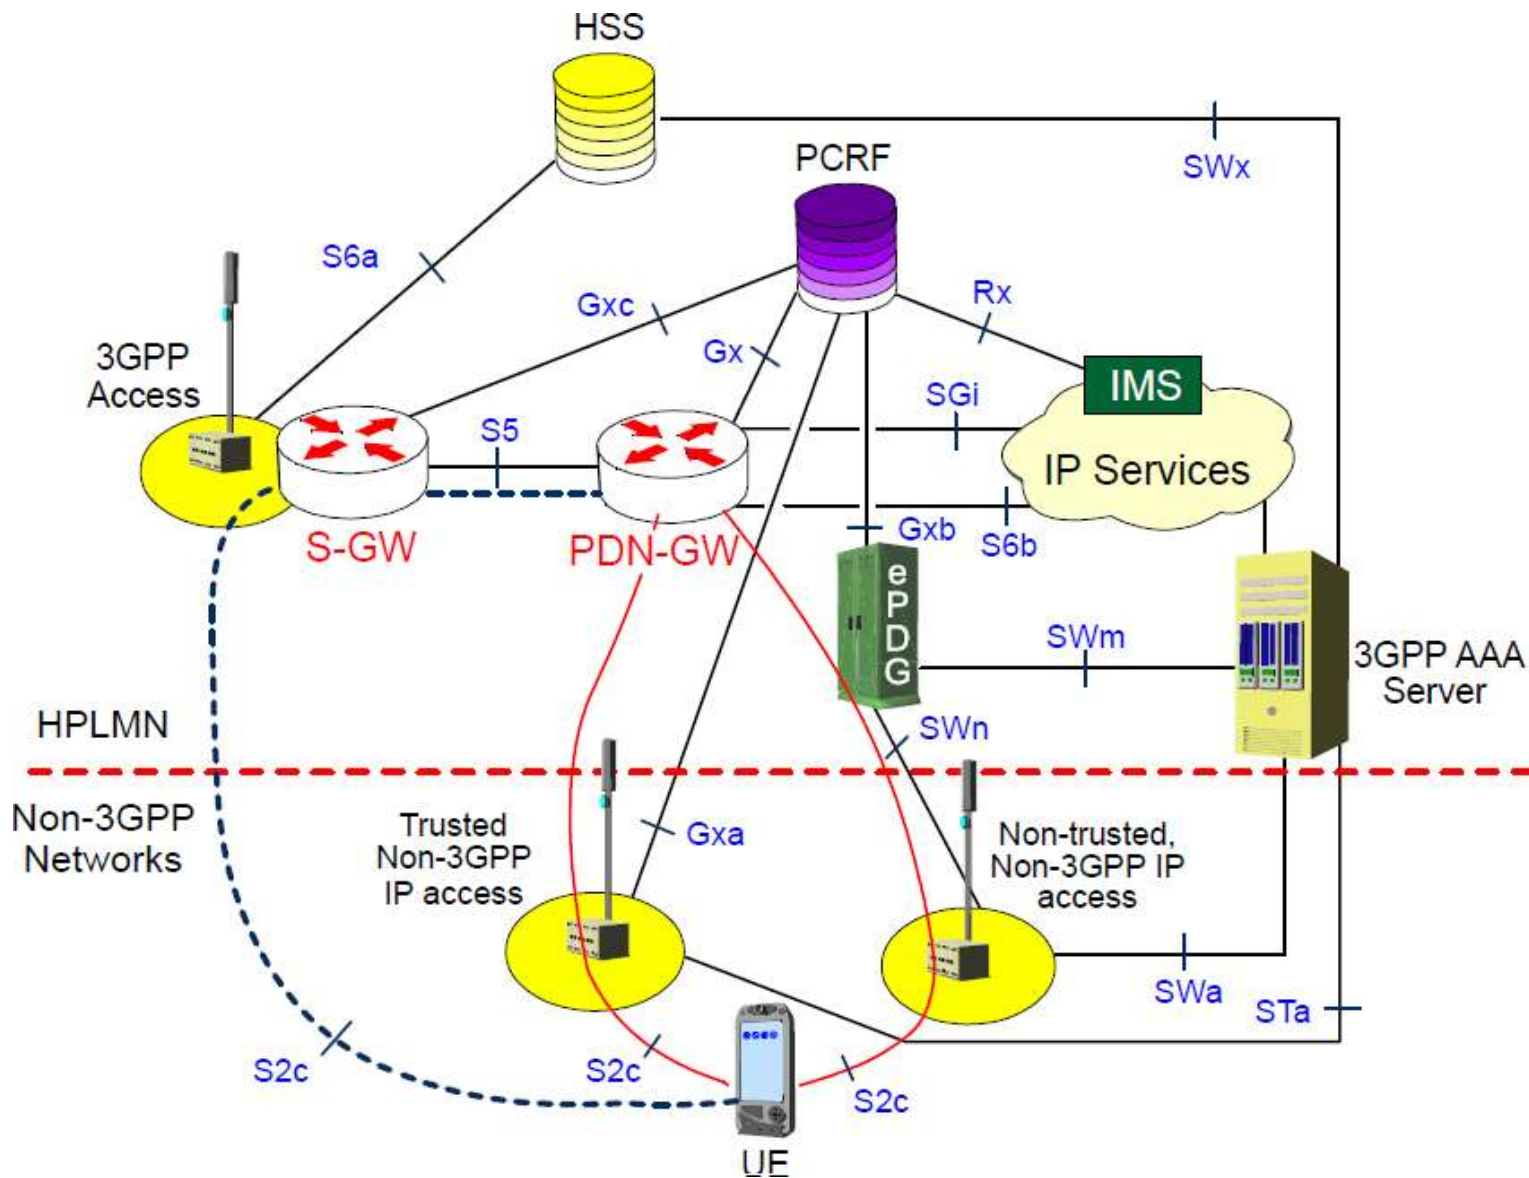 HSS
SWx
PCRF
S6a
Gxc
Rx
Gx
3GPP
Access
IMS
SGi
S5
IP Services
S-GW
PDN-GW
Gxb
S6b
ePDG
SWm
3GPP AAA
Server
HPLMN
SWn
Non-3GPP
Networks
Trusted
Non-3GPP
IP access
Gxa
Non-trusted,
Non-3GPP IP
access
SWa
STa
S2c
S2c
S2c
UE